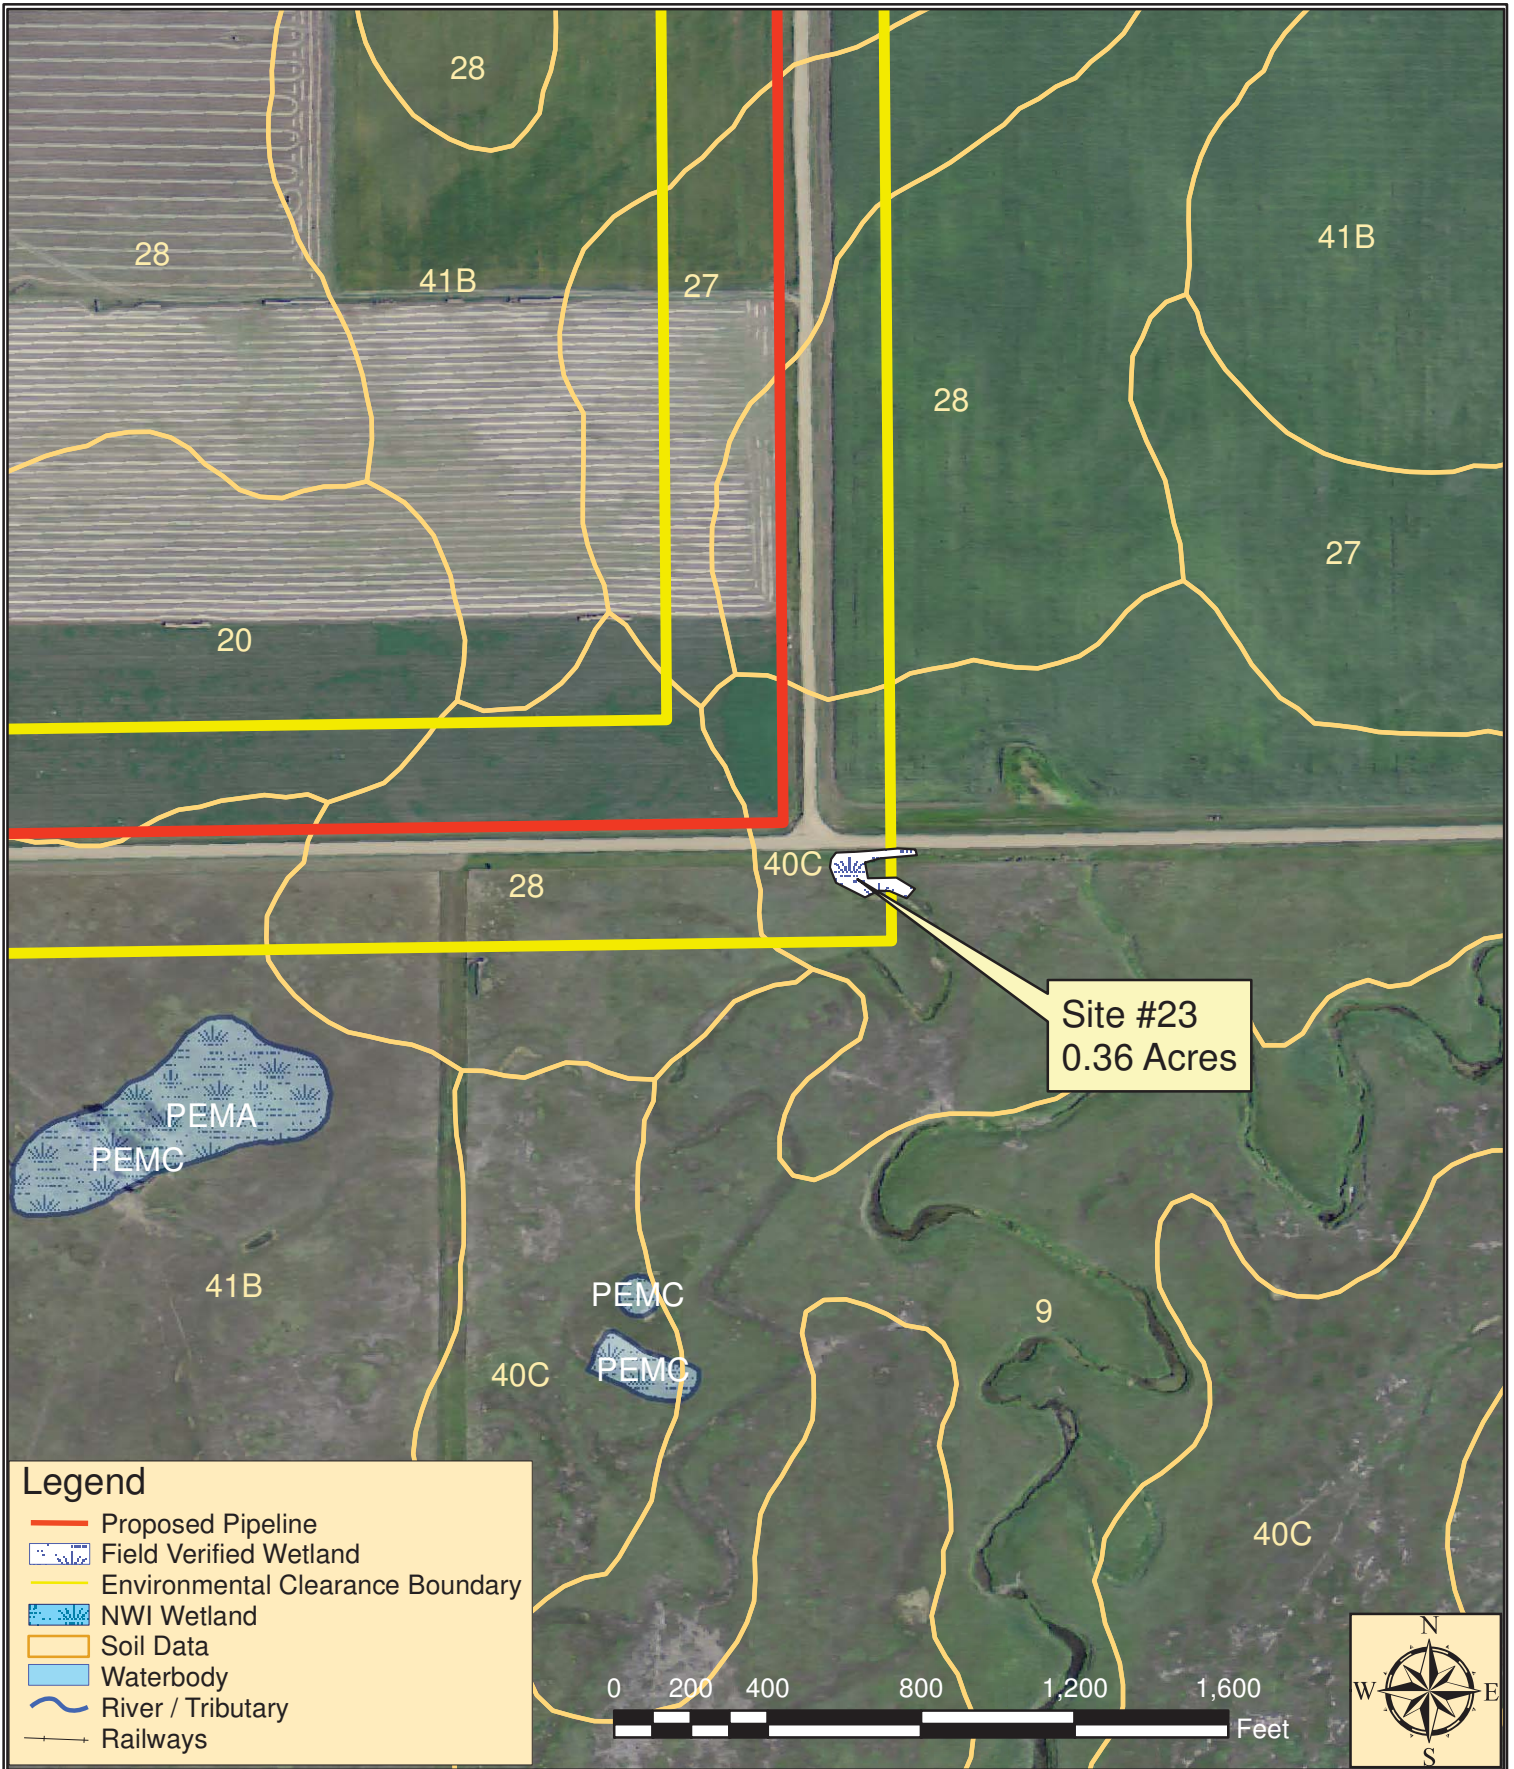 28
28
41B
27
41B
28
27
20
40C
28
Site #23
0.36 Acres
PEMA
PEMC
41B
PEMC
9
PEMC
40C
40C
Legend
Proposed Pipeline
Field Verified Wetland
Environmental Clearance Boundary
NWI Wetland
Soil Data
Waterbody
River / Tributary
Railways
0 200 400 800 1,200 1,600
Feet
N
W E
S